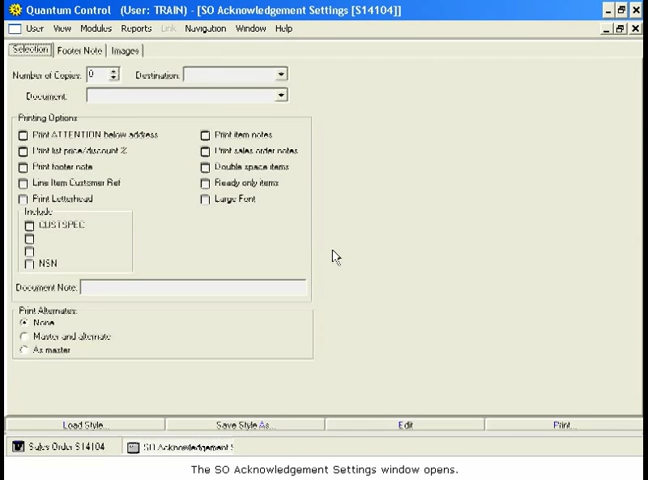 Quantum Control (User: TRAIN) - [SO Acknowledgement Settings [S14104]]
User View Modules Reports Link Navigation Window Help
Selection Footer Note Images
Number of Copies: 0 Destination:
Document:
Printing Options
Print ATTENTION below address Print item notes
Print list price/discount % Print sales order notes
Print footer note Double space items
Line Item Customer Ref Ready only items
Print Letterhead Large Font
Include
CUSTSPEC
NSN
Document Note:
Print Alternates:
None
Master and alternate
As master
Load Style... Save Style As... Edit Print...
Sales Order S14104 SO Acknowledgement S
The SO Acknowledgement Settings window opens.